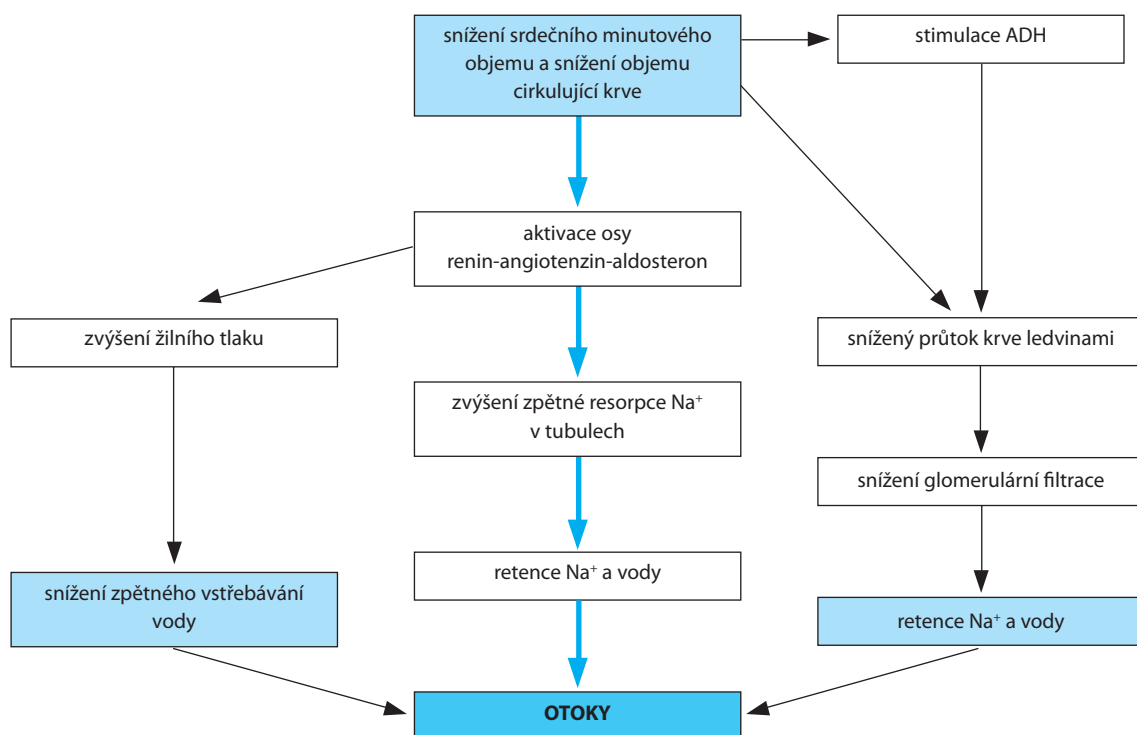 snížení srdečního minutového
objemu a snížení objemu
cirkulující krve
stimulace ADH
aktivace osy
renin-angiotenzin-aldosteron
zvýšení žilního tlaku
snížený průtok krve ledvinami
zvýšení zpětné resorpce Na⁺
v tubulech
snížení glomerulární filtrace
snížení zpětného vstřebávání
vody
retence Na⁺ a vody
retence Na⁺ a vody
OTOKY